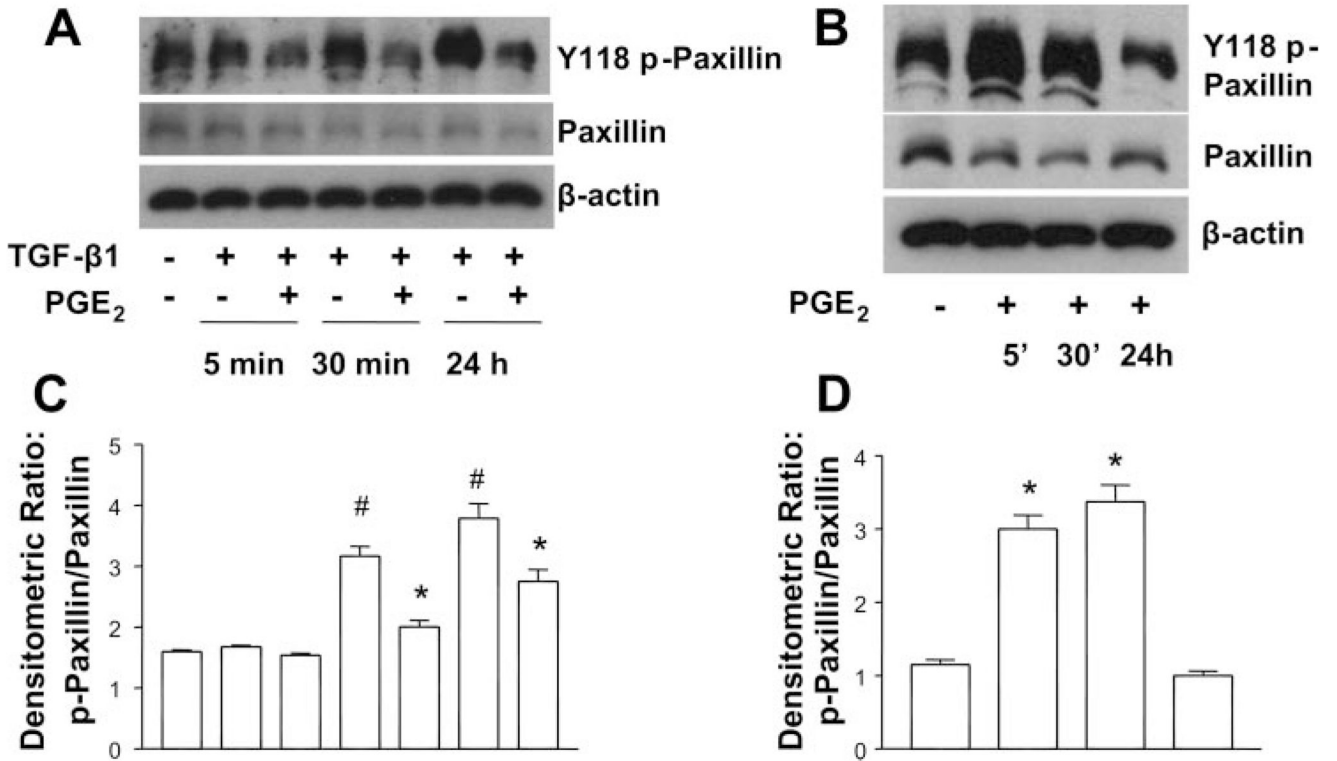 A
Y118 p-Paxillin
Paxillin
β-actin
TGF-β1 - + + + + + +
PGE₂ - - + - + - +
5 min 30 min 24 h
B
Y118 p-
Paxillin
Paxillin
β-actin
PGE₂ - + + +
5’ 30’ 24h
C
Densitometric Ratio:
p-Paxillin/Paxillin
5
4
3
2
1
0
#
*
#
*
D
Densitometric Ratio:
p-Paxillin/Paxillin
4
3
2
1
0
*
*